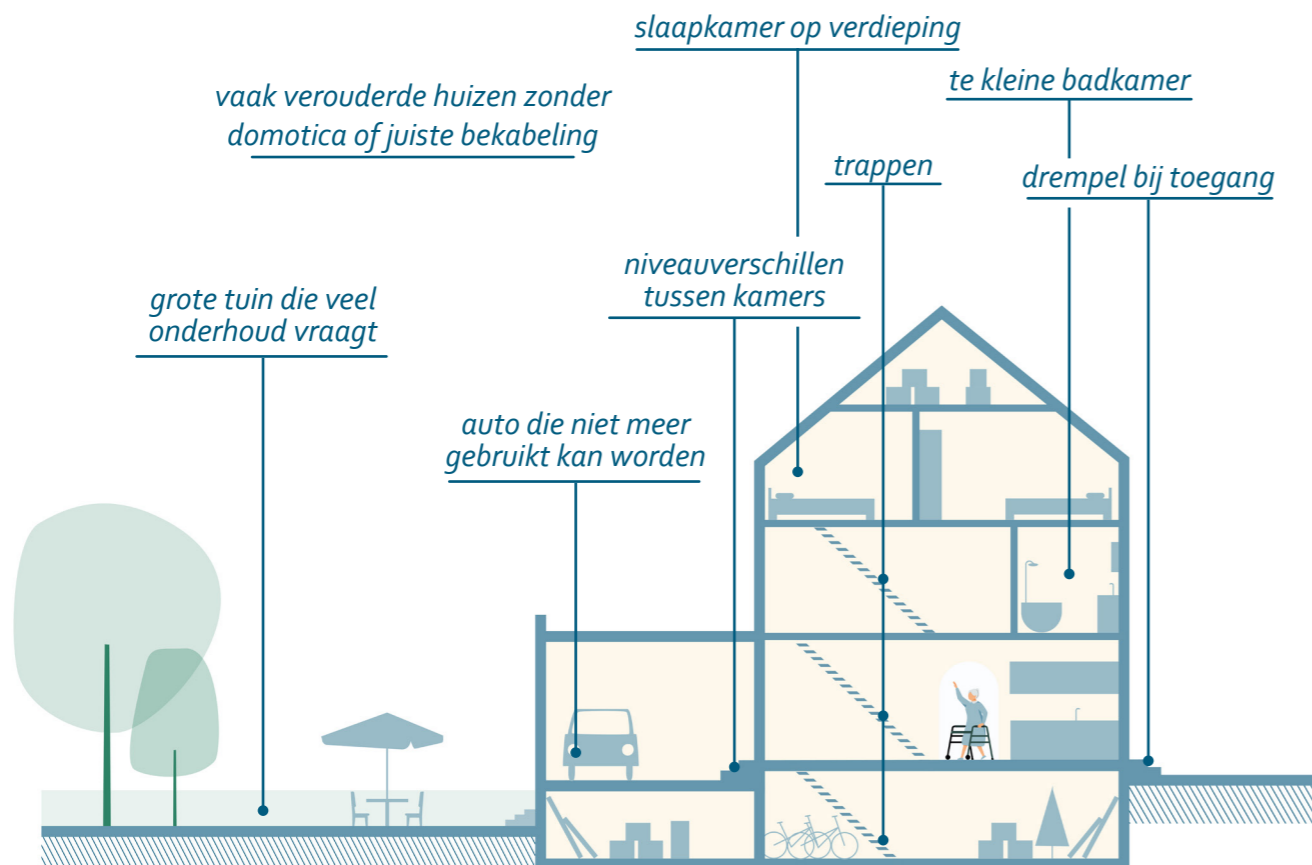 slaapkamer op verdieping
te kleine badkamer
vaak verouderde huizen zonder
domotica of juiste bekabeling
trappen
drempel bij toegang
niveauverschillen
tussen kamers
grote tuin die veel
onderhoud vraagt
auto die niet meer
gebruikt kan worden